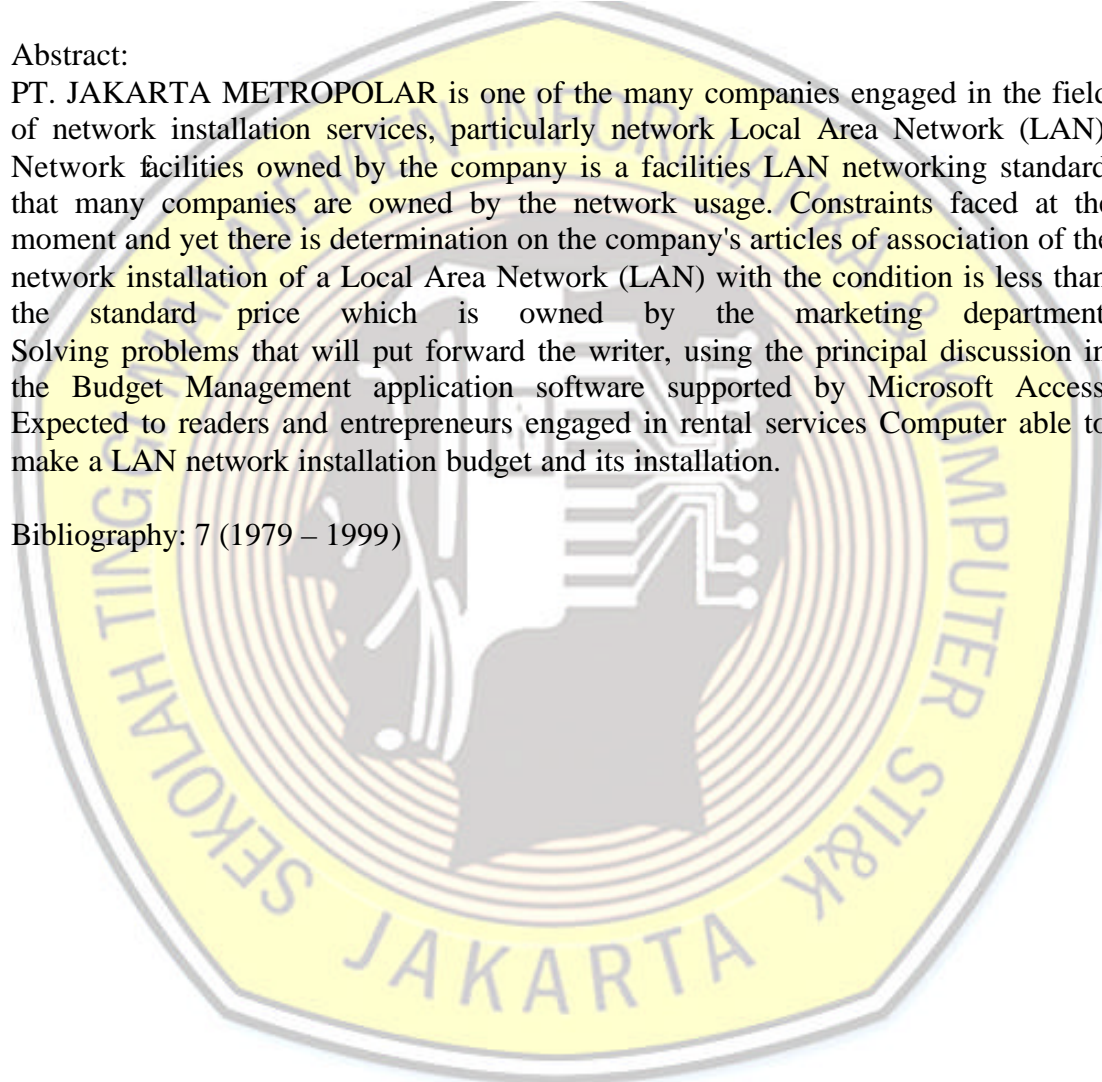 Abstract:
PT. JAKARTA METROPOLAR is one of the many companies engaged in the field
of network installation services, particularly network Local Area Network (LAN)
Network facilities owned by the company is a facilities LAN networking standard
that many companies are owned by the network usage. Constraints faced at the
moment and yet there is determination on the company's articles of association of the
network installation of a Local Area Network (LAN) with the condition is less than
the standard price which is owned by the marketing department
Solving problems that will put forward the writer, using the principal discussion in
the Budget Management application software supported by Microsoft Access
Expected to readers and entrepreneurs engaged in rental services Computer able to
make a LAN network installation budget and its installation.
Bibliography: 7 (1979 – 1999)
SEKOLAH TINGGI MANAJEMEN INFORMATIKA & KOMPUTER STI&K
JAKARTA